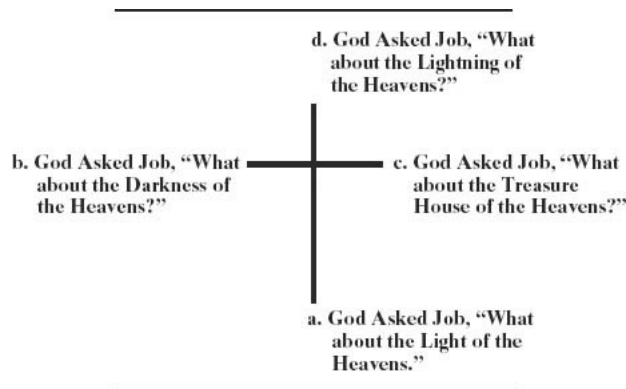 d. God Asked Job, “What
about the Lightning of
the Heavens?”
b. God Asked Job, “What
about the Darkness of
the Heavens?”
c. God Asked Job, “What
about the Treasure
House of the Heavens?”
a. God Asked Job, “What
about the Light of the
Heavens.”